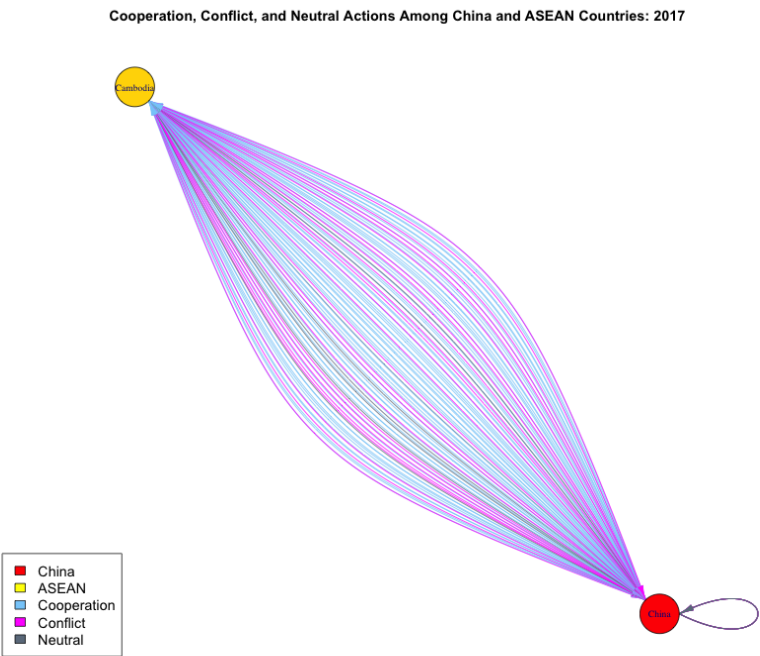 Cooperation, Conflict, and Neutral Actions Among China and ASEAN Countries: 2017
Cambodia
China
China
ASEAN
Cooperation
Conflict
Neutral